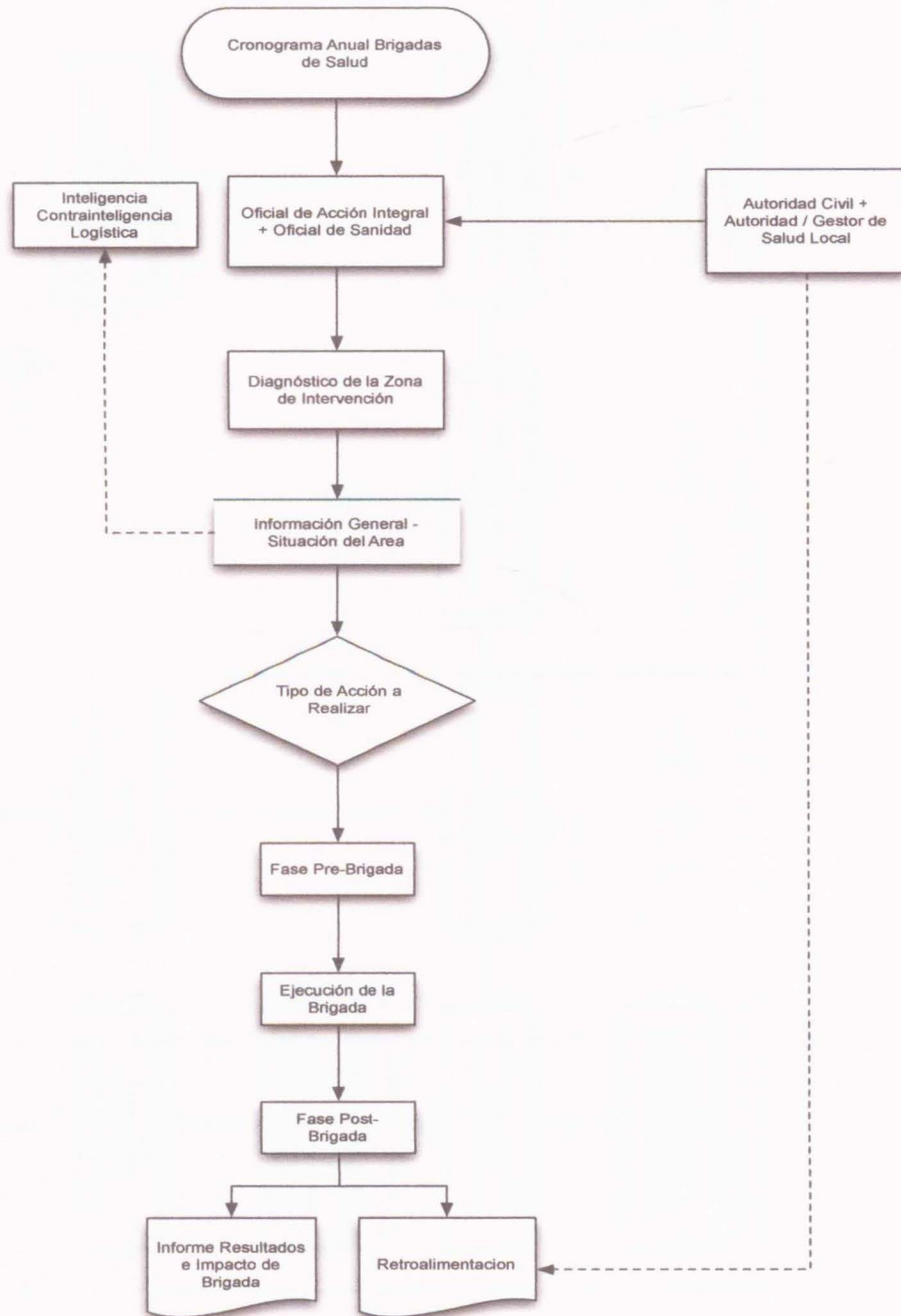 Cronograma Anual Brigadas
de Salud
Inteligencia
Contrainteligencia
Logística
Oficial de Acción Integral
+ Oficial de Sanidad
Autoridad Civil +
Autoridad / Gestor de
Salud Local
Diagnóstico de la Zona
de Intervención
Información General -
Situación del Area
Tipo de Acción a
Realizar
Fase Pre-Brigada
Ejecución de la
Brigada
Fase Post-
Brigada
Informe Resultados
e Impacto de
Brigada
Retroalimentacion